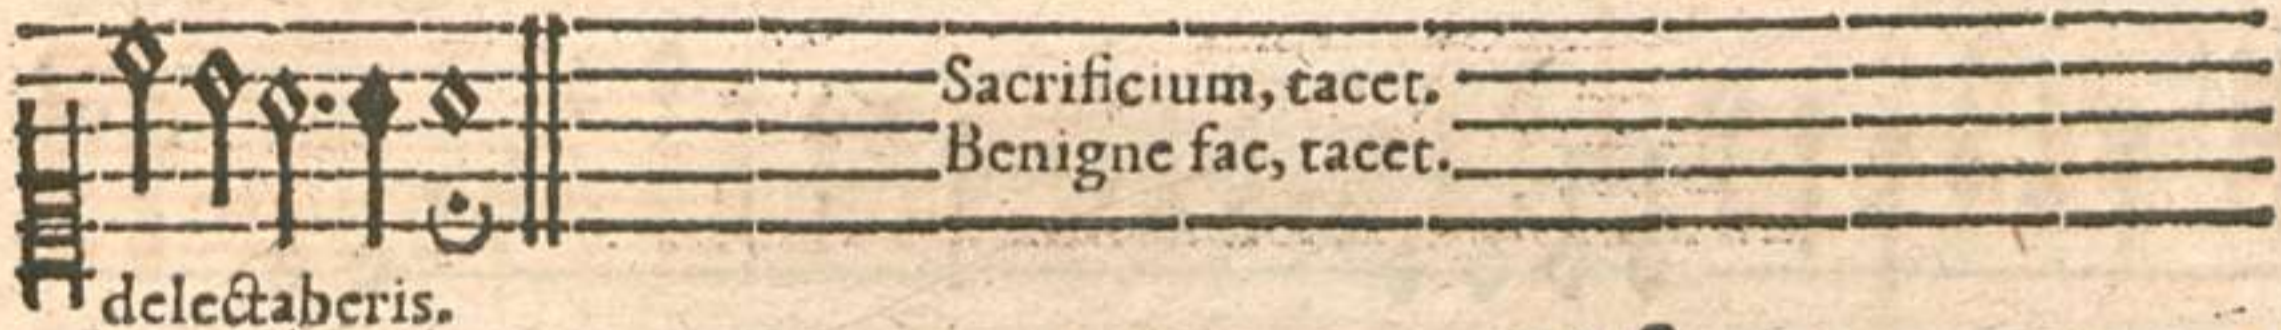 Sacrificium, tacet.
Benigne fac, tacet.
delectaberis.